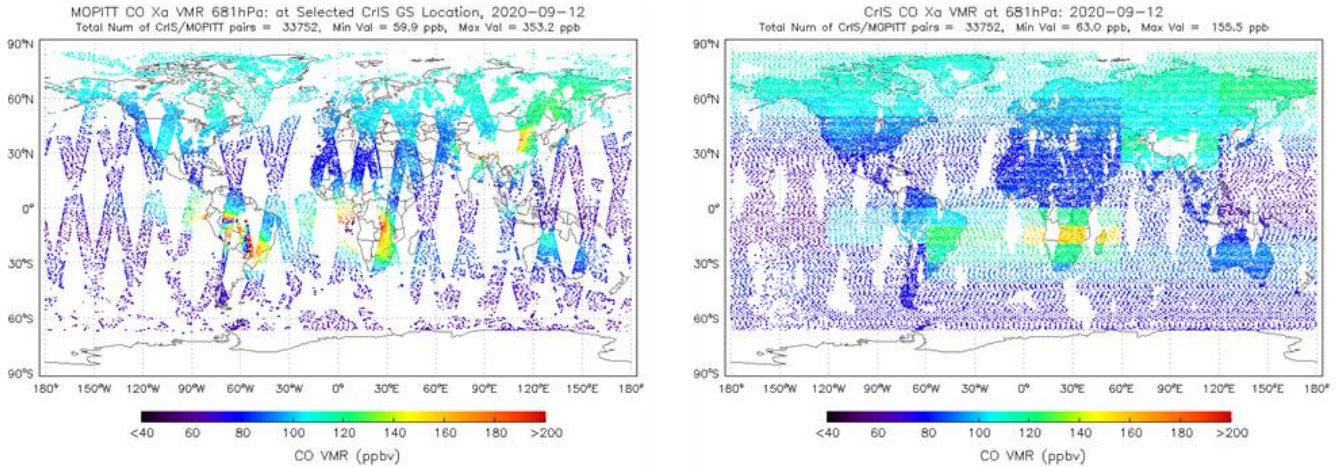 MOPITT CO Xa VMR 681hPa: at Selected CrIS GS Location, 2020-09-12
Total Num of CrIS/MOPITT pairs = 33752, Min Val = 59.9 ppb, Max Val = 353.2 ppb
90°N
60°N
30°N
0°
30°S
60°S
90°S
180° 150°W 120°W 90°W 60°W 30°W 0° 30°E 60°E 90°E 120°E 150°E 180°
<40 60 80 100 120 140 160 180 >200
CO VMR (ppbv)
CrIS CO Xa VMR at 681hPa: 2020-09-12
Total Num of CrIS/MOPITT pairs = 33752, Min Val = 63.0 ppb, Max Val = 155.5 ppb
90°N
60°N
30°N
0°
30°S
60°S
90°S
180° 150°W 120°W 90°W 60°W 30°W 0° 30°E 60°E 90°E 120°E 150°E 180°
<40 60 80 100 120 140 160 180 >200
CO VMR (ppbv)